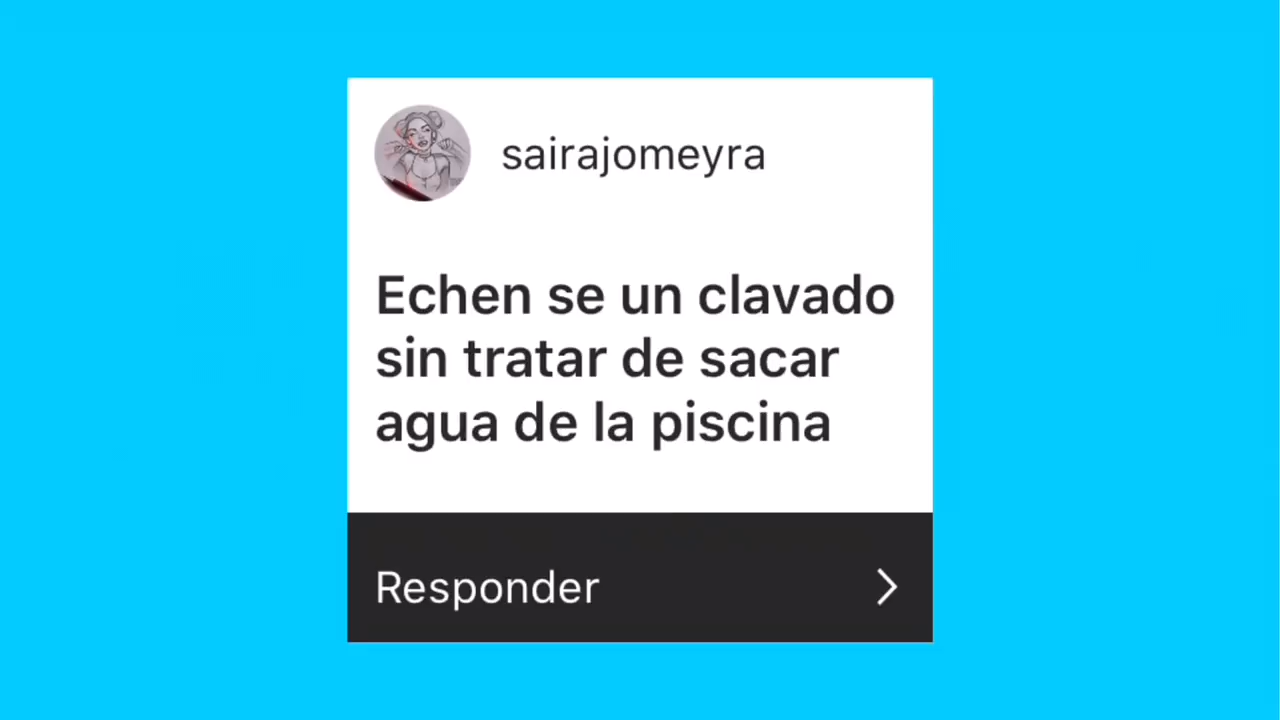 sairajomeyra
Echen se un clavado
sin tratar de sacar
agua de la piscina
Responder